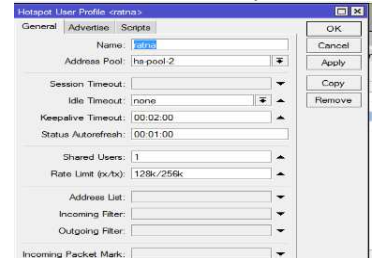 Hotspot User Profile <ratna>
General Advertise Scripts
OK
Name: ratna
Cancel
Address Pool: hs-pool-2
Apply
Session Timeout:
Copy
Idle Timeout: none
Remove
Keepalive Timeout: 00:02:00
Status Autorefresh: 00:01:00
Shared Users: 1
Rate Limit (rx/tx): 128k/256k
Address List:
Incoming Filter:
Outgoing Filter:
Incoming Packet Mark: